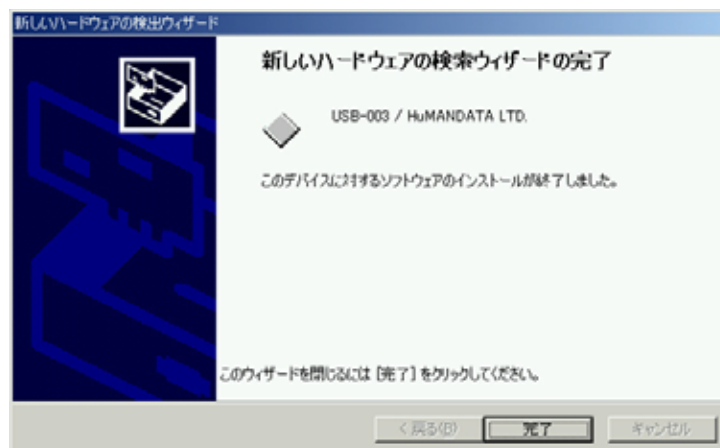 新しいハードウェアの検出ウィザード
新しいハードウェアの検索ウィザードの完了
USB-003 / HuMANDATA LTD.
このデバイスに対するソフトウェアのインストールが終了しました。
このウィザードを閉じるには [完了] をクリックしてください。
< 戻る(B)
完了
キャンセル